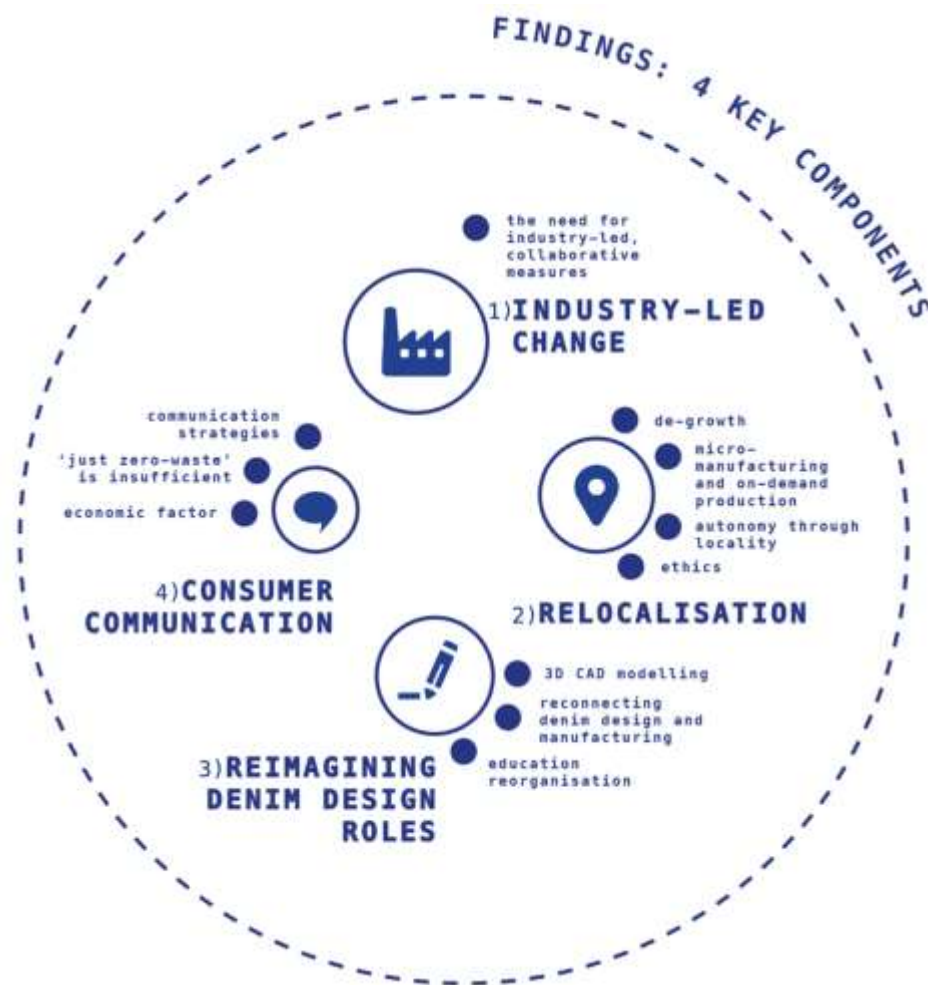 FINDINGS: 4 KEY COMPONENTS
the need for
industry-led,
collaborative
measures
1)INDUSTRY-LED
CHANGE
de-growth
micro-
manufacturing
and on-demand
production
autonomy through
locality
ethics
2)RELOCALISATION
3D CAD modelling
reconnecting
denim design and
manufacturing
education
reorganisation
3)REIMAGINING
DENIM DESIGN
ROLES
communication
strategies
'just zero-waste'
is insufficient
economic factor
4)CONSUMER
COMMUNICATION